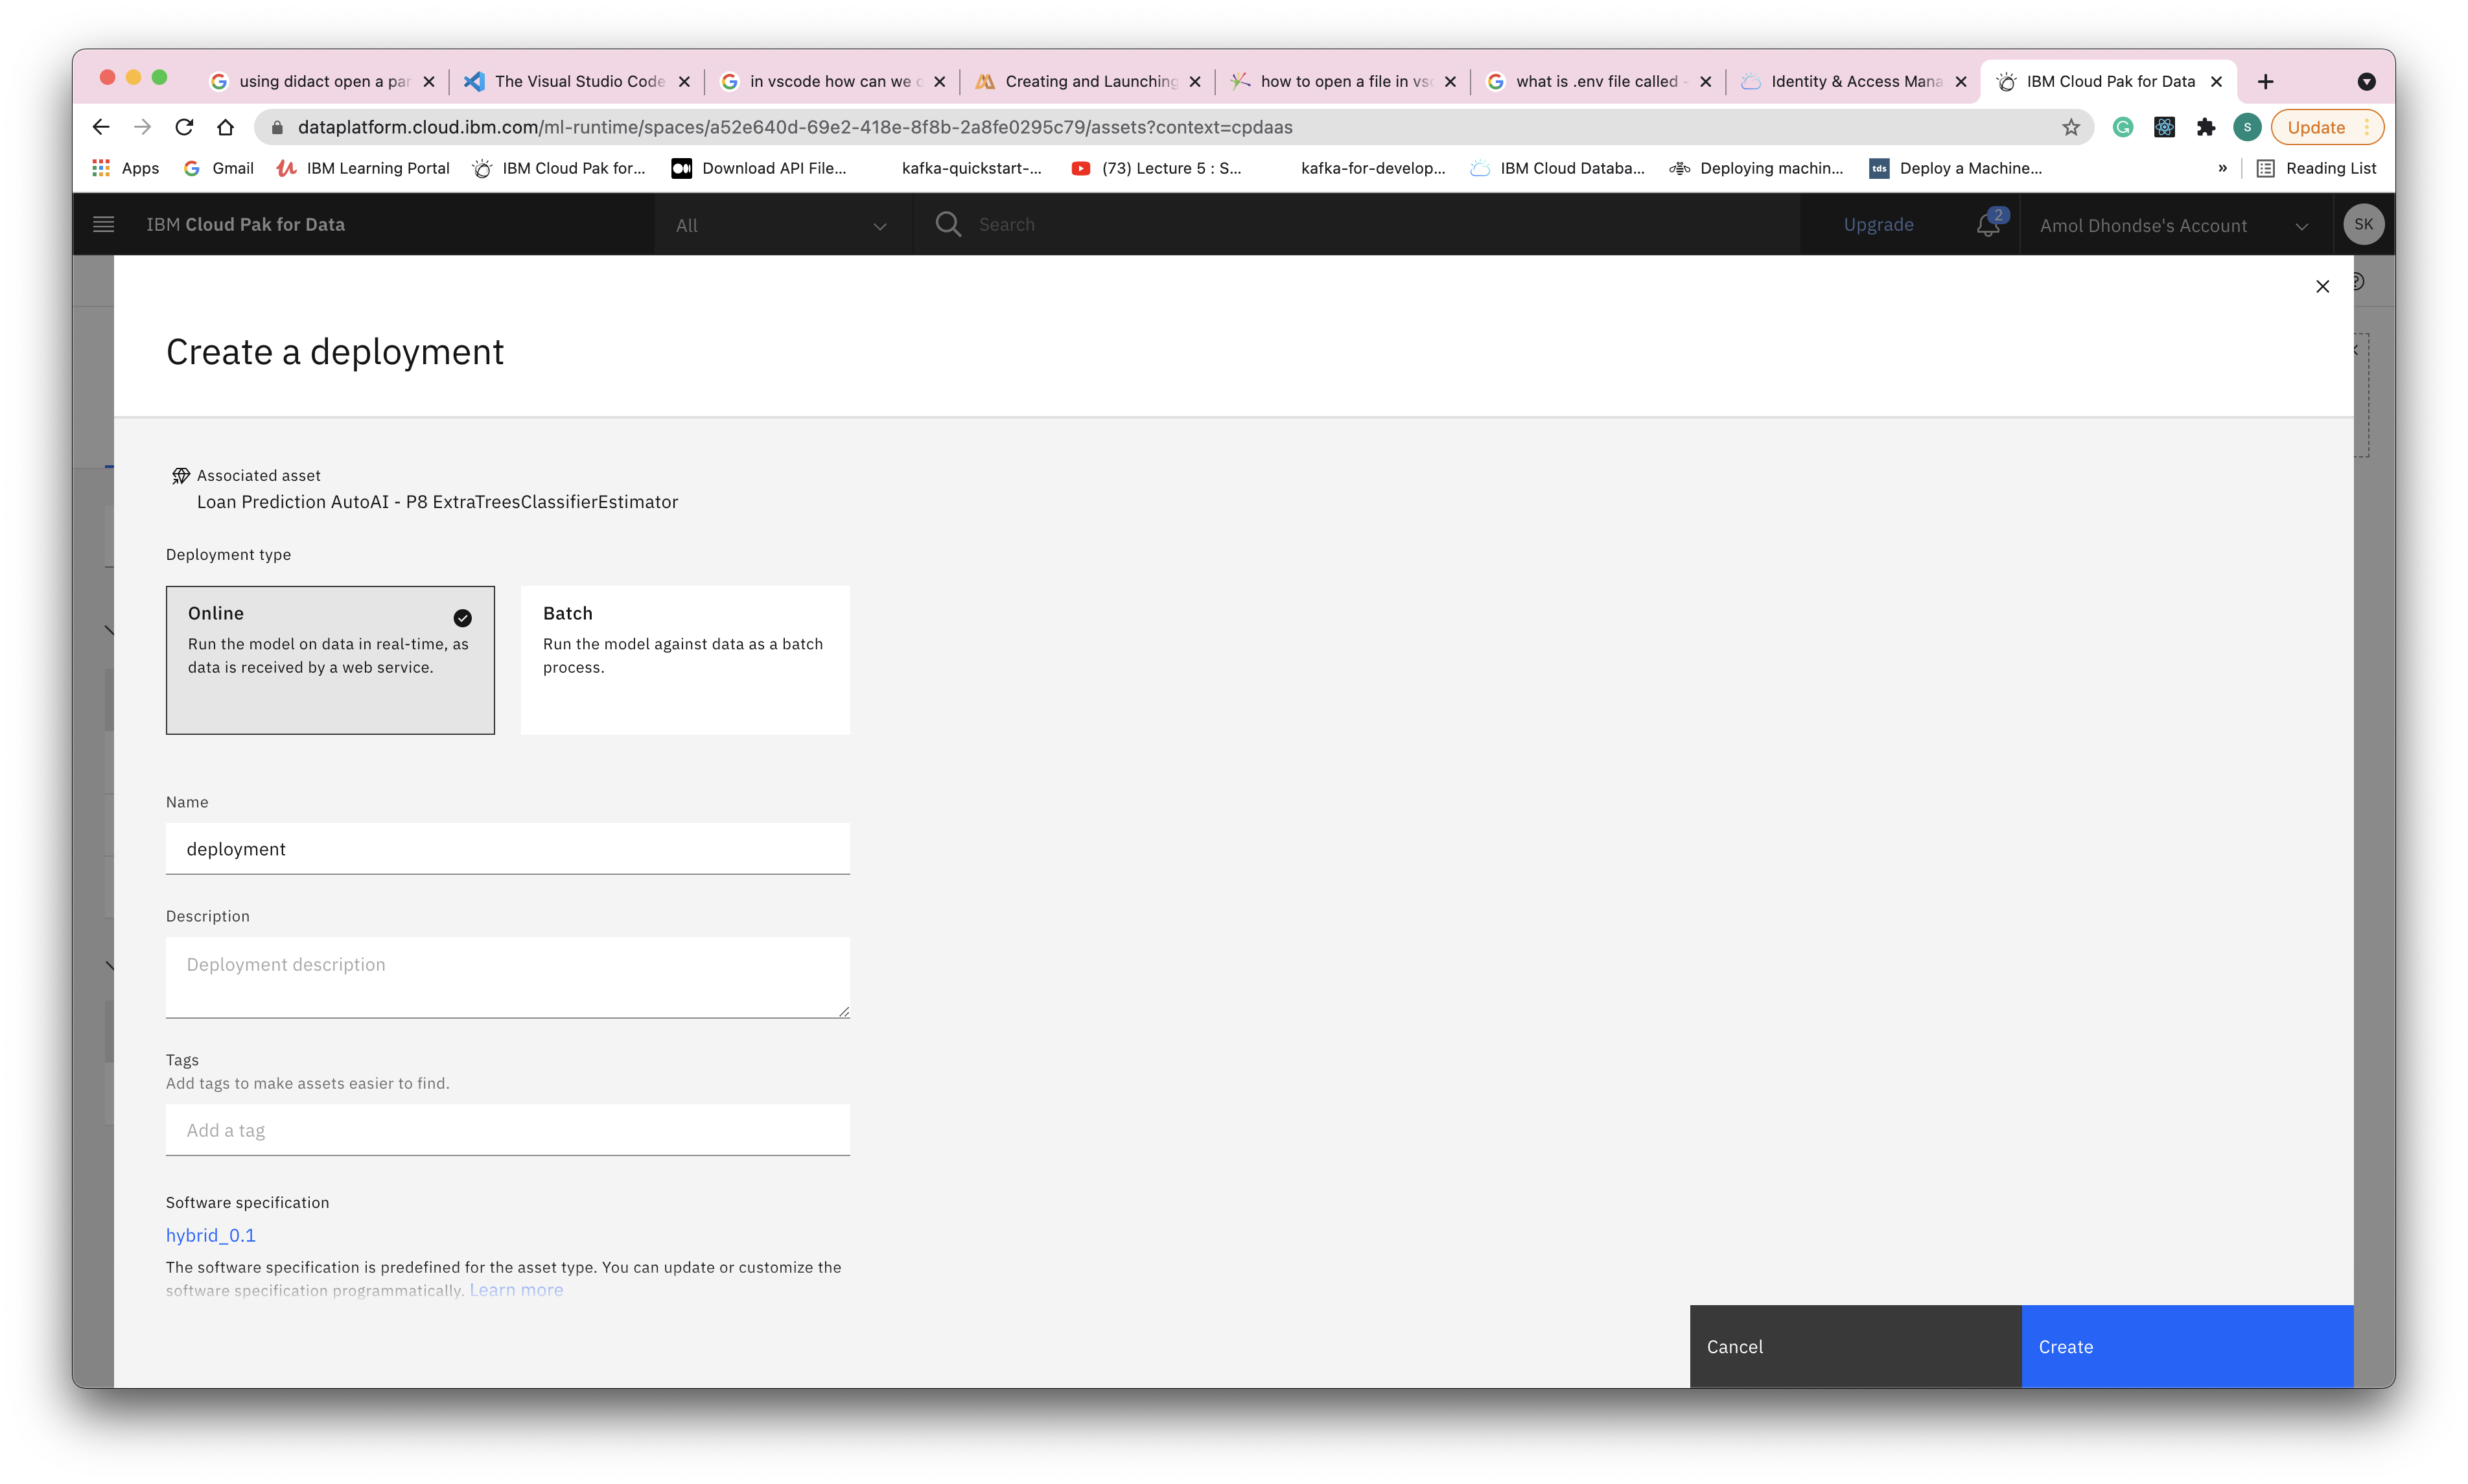 using didact open a par
The Visual Studio Code
in vscode how can we c
Creating and Launching
how to open a file in vsc
what is .env file called -
Identity & Access Mana
IBM Cloud Pak for Data
dataplatform.cloud.ibm.com/ml-runtime/spaces/a52e640d-69e2-418e-8f8b-2a8fe0295c79/assets?context=cpdaas
S
Update
Apps
Gmail
IBM Learning Portal
IBM Cloud Pak for...
Download API File...
kafka-quickstart-...
(73) Lecture 5 : S...
kafka-for-develop...
IBM Cloud Databa...
Deploying machin...
tds
Deploy a Machine...
»
Reading List
IBM Cloud Pak for Data
All
Search
Upgrade
2
Amol Dhondse's Account
SK
Create a deployment
Associated asset
Loan Prediction AutoAI - P8 ExtraTreesClassifierEstimator
Deployment type
Online
Run the model on data in real-time, as
data is received by a web service.
Batch
Run the model against data as a batch
process.
Name
deployment
Description
Deployment description
Tags
Add tags to make assets easier to find.
Add a tag
Software specification
hybrid_0.1
The software specification is predefined for the asset type. You can update or customize the
software specification programmatically. Learn more
Cancel
Create